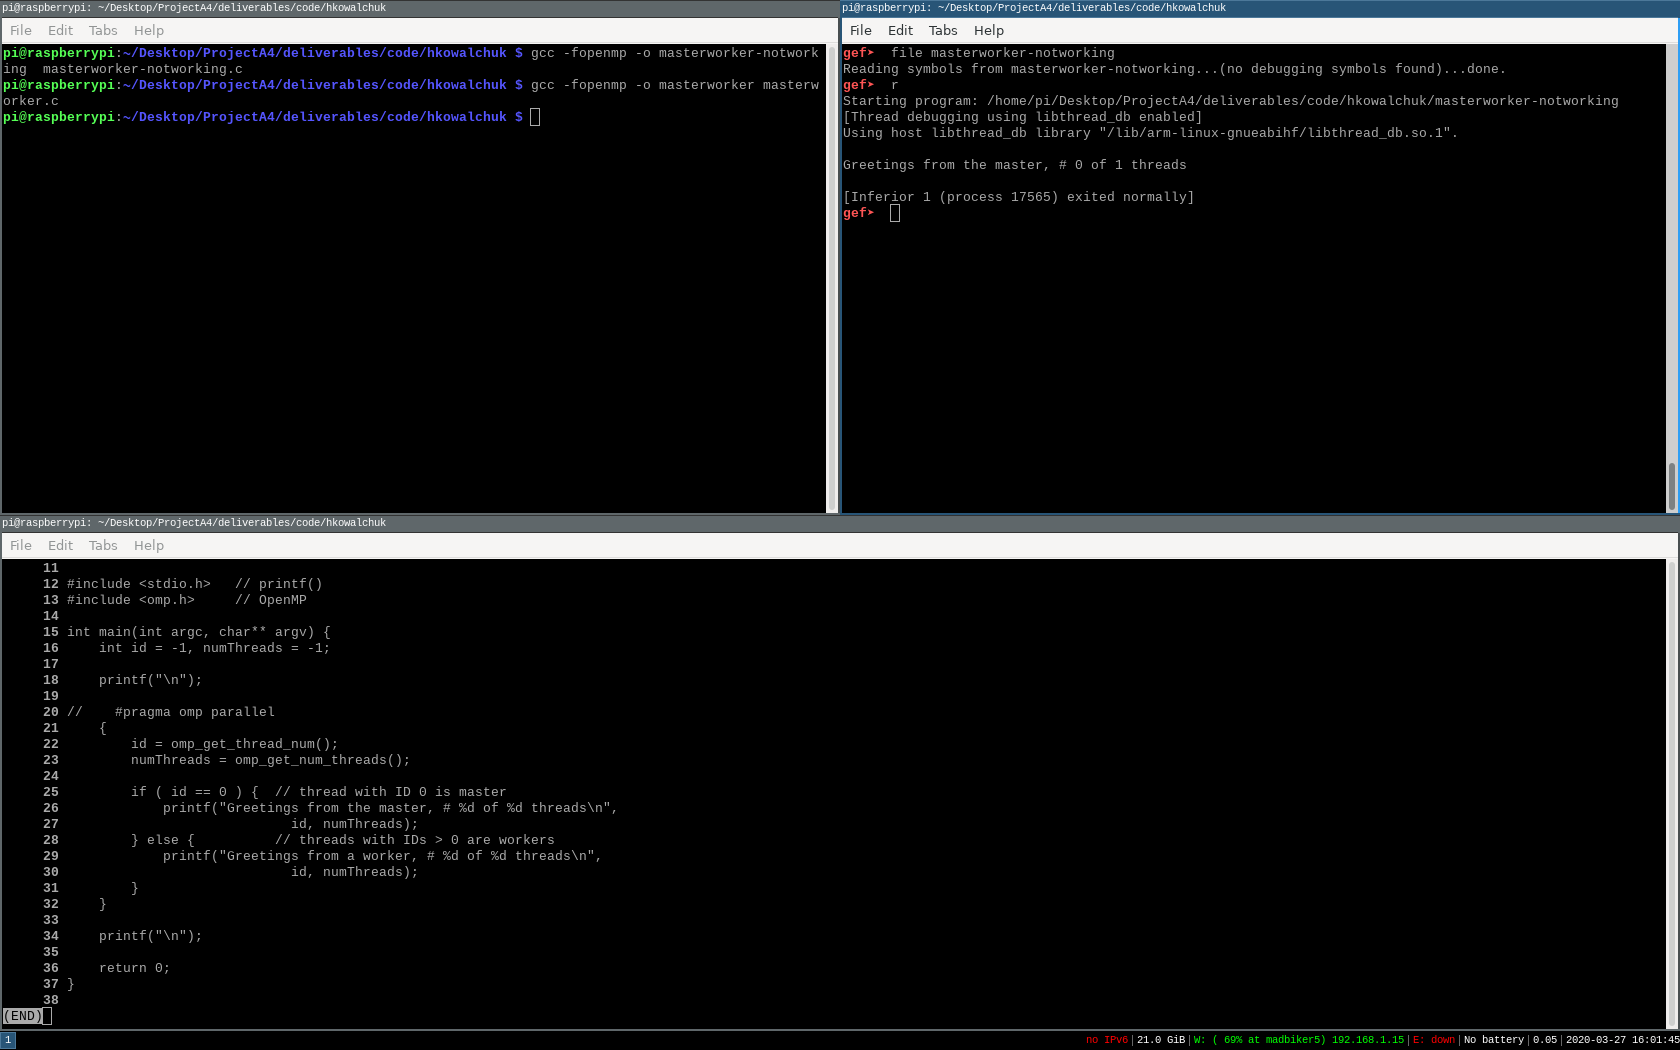 pi@raspberrypi: ~/Desktop/ProjectA4/deliverables/code/hkowalchuk
File Edit Tabs Help
pi@raspberrypi:~/Desktop/ProjectA4/deliverables/code/hkowalchuk $ gcc -fopenmp -o masterworker-notwork
ing  masterworker-notworking.c
pi@raspberrypi:~/Desktop/ProjectA4/deliverables/code/hkowalchuk $ gcc -fopenmp -o masterworker masterw
orker.c
pi@raspberrypi:~/Desktop/ProjectA4/deliverables/code/hkowalchuk $
pi@raspberrypi: ~/Desktop/ProjectA4/deliverables/code/hkowalchuk
File Edit Tabs Help
gef➤  file masterworker-notworking
Reading symbols from masterworker-notworking...(no debugging symbols found)...done.
gef➤  r
Starting program: /home/pi/Desktop/ProjectA4/deliverables/code/hkowalchuk/masterworker-notworking
[Thread debugging using libthread_db enabled]
Using host libthread_db library "/lib/arm-linux-gnueabihf/libthread_db.so.1".
Greetings from the master, # 0 of 1 threads
[Inferior 1 (process 17565) exited normally]
gef➤
pi@raspberrypi: ~/Desktop/ProjectA4/deliverables/code/hkowalchuk
File Edit Tabs Help
11
12 #include <stdio.h>   // printf()
13 #include <omp.h>     // OpenMP
14
15 int main(int argc, char** argv) {
16     int id = -1, numThreads = -1;
17
18     printf("\n");
19
20 //    #pragma omp parallel
21     {
22         id = omp_get_thread_num();
23         numThreads = omp_get_num_threads();
24
25         if ( id == 0 ) {  // thread with ID 0 is master
26             printf("Greetings from the master, # %d of %d threads\n",
27                             id, numThreads);
28         } else {          // threads with IDs > 0 are workers
29             printf("Greetings from a worker, # %d of %d threads\n",
30                             id, numThreads);
31         }
32     }
33
34     printf("\n");
35
36     return 0;
37 }
38
(END)
1 no IPv6|21.0 GiB|W: ( 69% at madbiker5) 192.168.1.15|E: down|No battery|0.05|2020-03-27 16:01:45